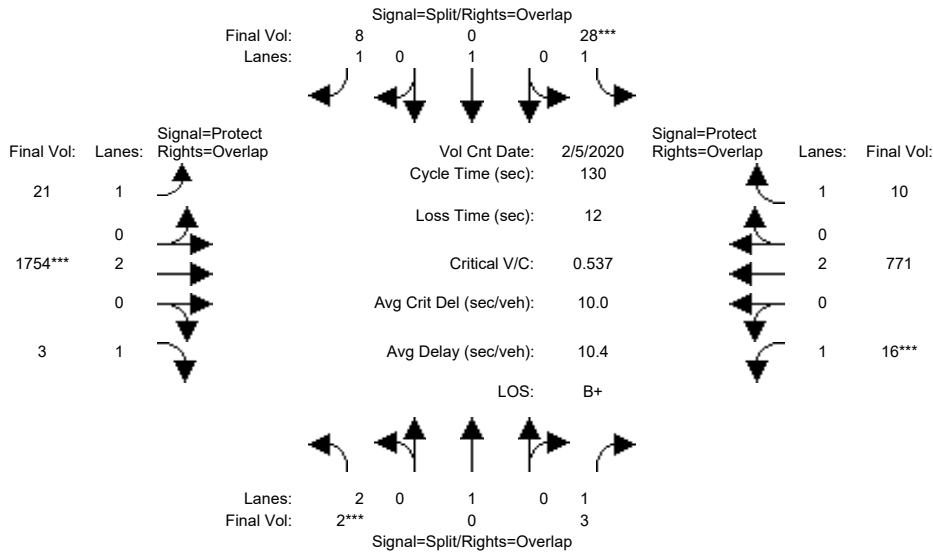 Signal=Split/Rights=Overlap
Final Vol: 8 0 28***
Lanes: 1 0 1 0 1
Signal=Protect Signal=Protect
Final Vol: Lanes: Rights=Overlap Vol Cnt Date: 2/5/2020 Rights=Overlap Lanes: Final Vol:
Cycle Time (sec): 130
21 1 1 10
Loss Time (sec): 12
0 0
1754*** 2 Critical V/C: 0.537 2 771
0 Avg Crit Del (sec/veh): 10.0 0
3 1 Avg Delay (sec/veh): 10.4 1 16***
LOS: B+
Lanes: 2 0 1 0 1
Final Vol: 2*** 0 3
Signal=Split/Rights=Overlap